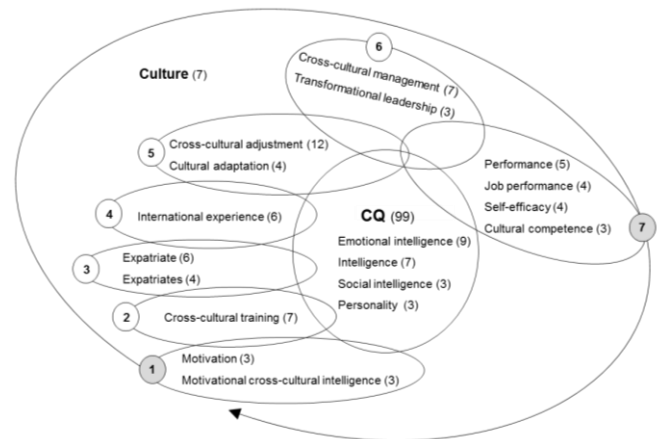 6
Cross-cultural management (7)
Transformational leadership (3)
Culture (7)
5
Cross-cultural adjustment (12)
Cultural adaptation (4)
Performance (5)
Job performance (4)
Self-efficacy (4)
Cultural competence (3)
7
4
International experience (6)
CQ (99)
Emotional intelligence (9)
Intelligence (7)
Social intelligence (3)
Personality (3)
3
Expatriate (6)
Expatriates (4)
2
Cross-cultural training (7)
1
Motivation (3)
Motivational cross-cultural intelligence (3)